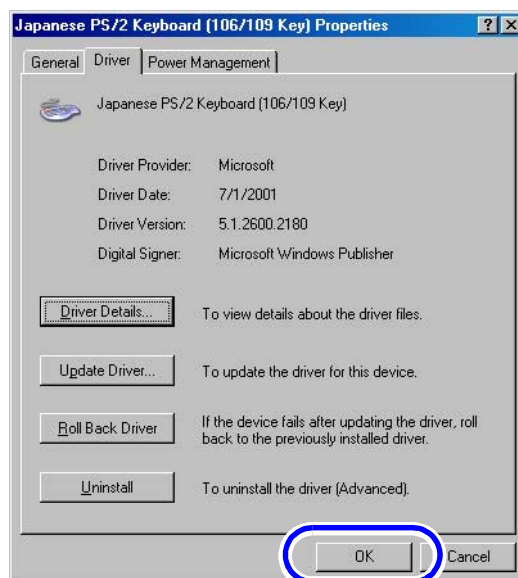 Japanese PS/2 Keyboard (106/109 Key) Properties
General Driver Power Management
Japanese PS/2 Keyboard (106/109 Key)
Driver Provider: Microsoft
Driver Date: 7/1/2001
Driver Version: 5.1.2600.2180
Digital Signer: Microsoft Windows Publisher
Driver Details... To view details about the driver files.
Update Driver... To update the driver for this device.
Roll Back Driver If the device fails after updating the driver, roll
back to the previously installed driver.
Uninstall To uninstall the driver (Advanced).
OK Cancel